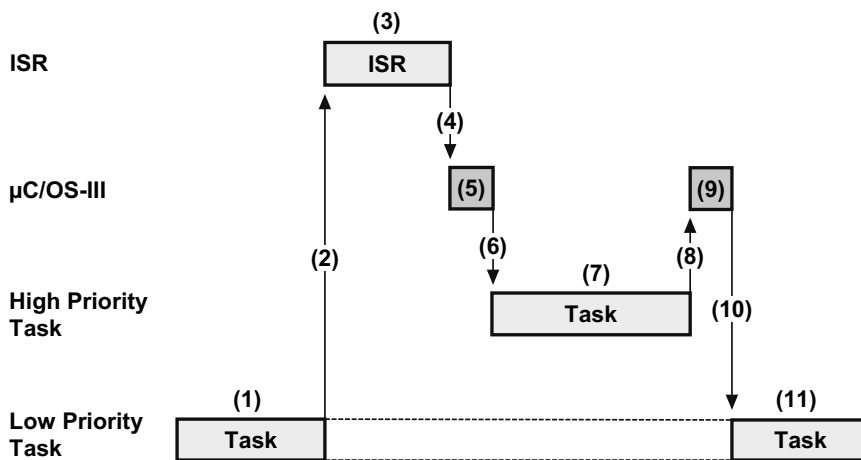 (3)
ISR
ISR
(4)
µC/OS-III
(5)
(9)
(6)
(2)
(7)
(8)
High Priority
Task
Task
(10)
(1)
(11)
Low Priority
Task
Task
Task